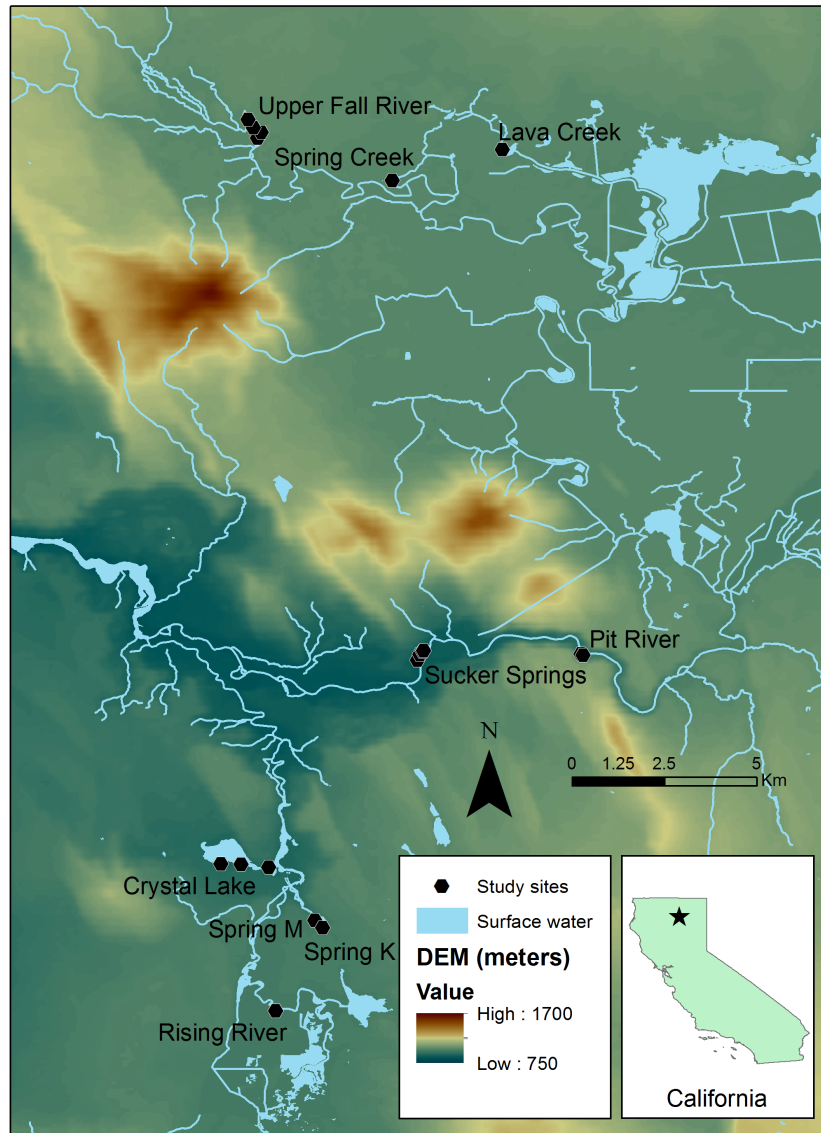 Upper Fall River
Lava Creek
Spring Creek
Pit River
Sucker Springs
N
0 1.25 2.5 5
Km
Crystal Lake
Spring M
Spring K
Rising River
Study sites
Surface water
DEM (meters)
Value
High : 1700
Low : 750
California